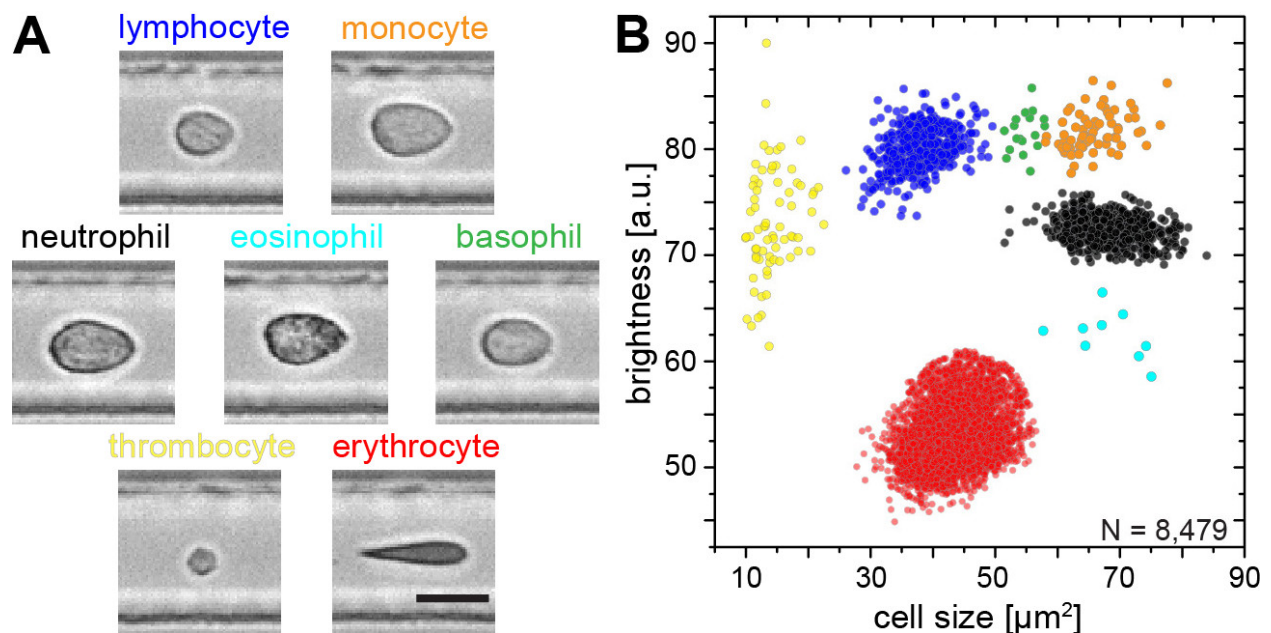 A
lymphocyte monocyte
neutrophil eosinophil basophil
thrombocyte erythrocyte
B
90
80
70
60
50
brightness [a.u.]
N = 8,479
10 30 50 70 90
cell size [µm²]